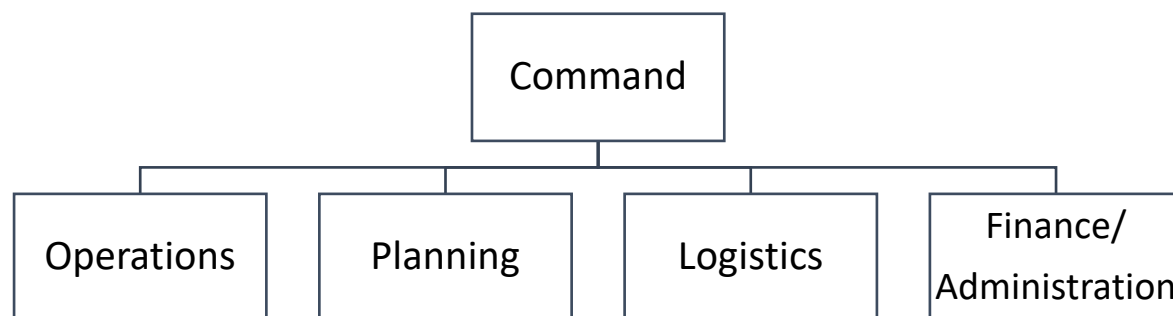 Command
Operations
Planning
Logistics
Finance/
Administration